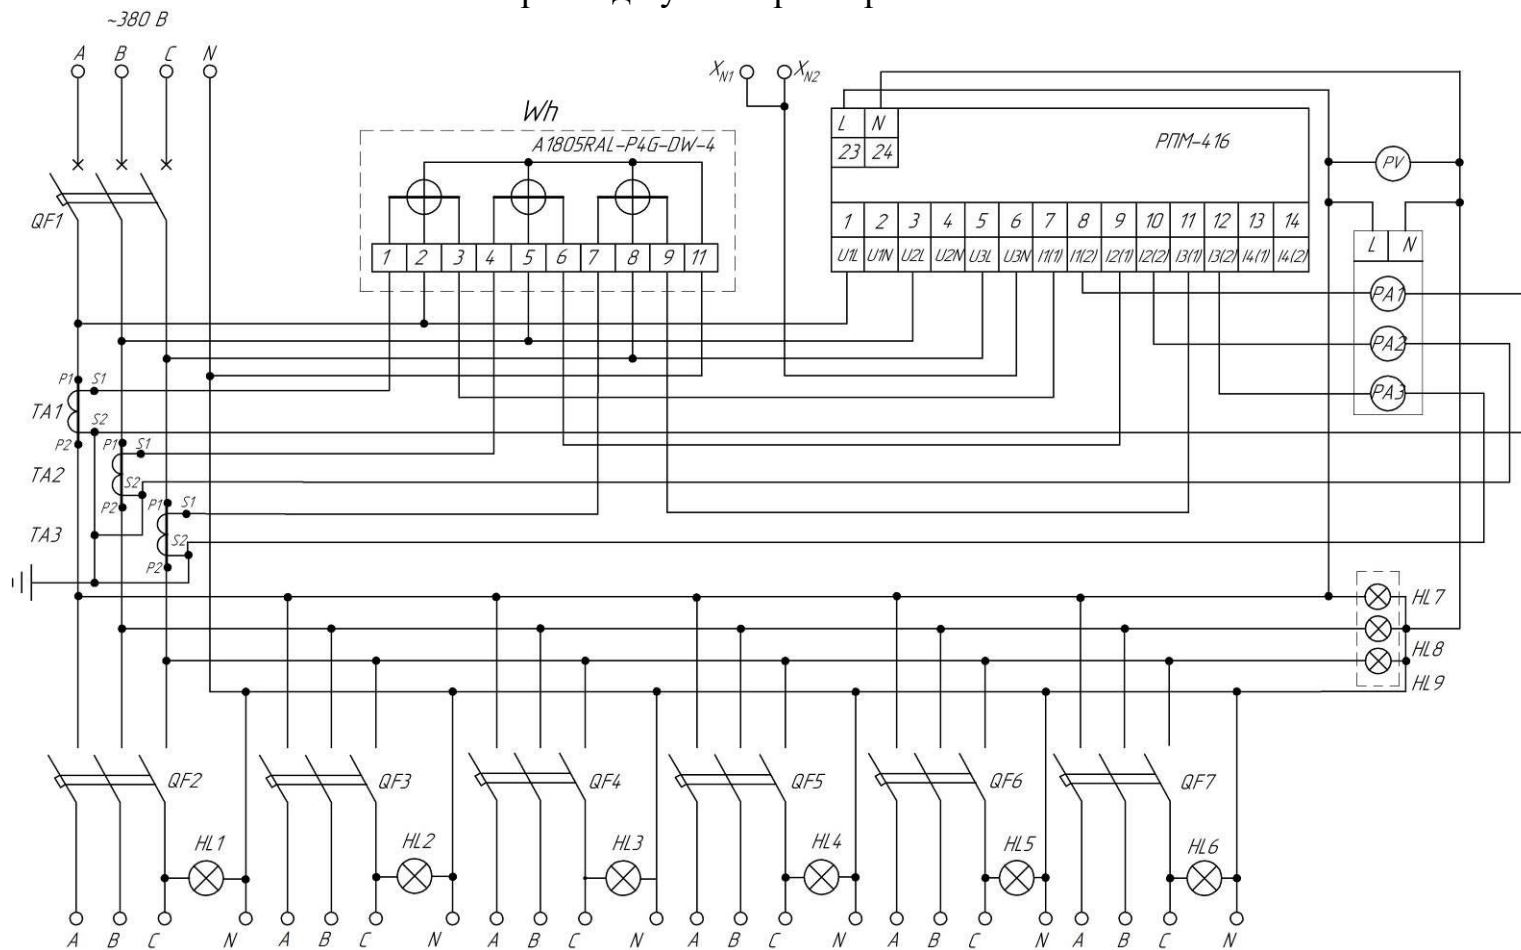 ~380 В
A B C N
X_N1 X_N2
Wh
A1805RAL-P4G-DW-4
L N
23 24
РПМ-416
PV
QF1
1 2 3 4 5 6 7 8 9 11
1 2 3 4 5 6 7 8 9 10 11 12 13 14
U1L U1N U2L U2N U3L U3N I1(1) I1(2) I2(1) I2(2) I3(1) I3(2) I4(1) I4(2)
L N
PA1
PA2
PA3
P1 S1
TA1
S2
P2
P1 S1
TA2
S2
P2
P1 S1
TA3
S2
P2
HL7
HL8
HL9
QF2 QF3 QF4 QF5 QF6 QF7
HL1 HL2 HL3 HL4 HL5 HL6
A B C N A B C N A B C N A B C N A B C N A B C N